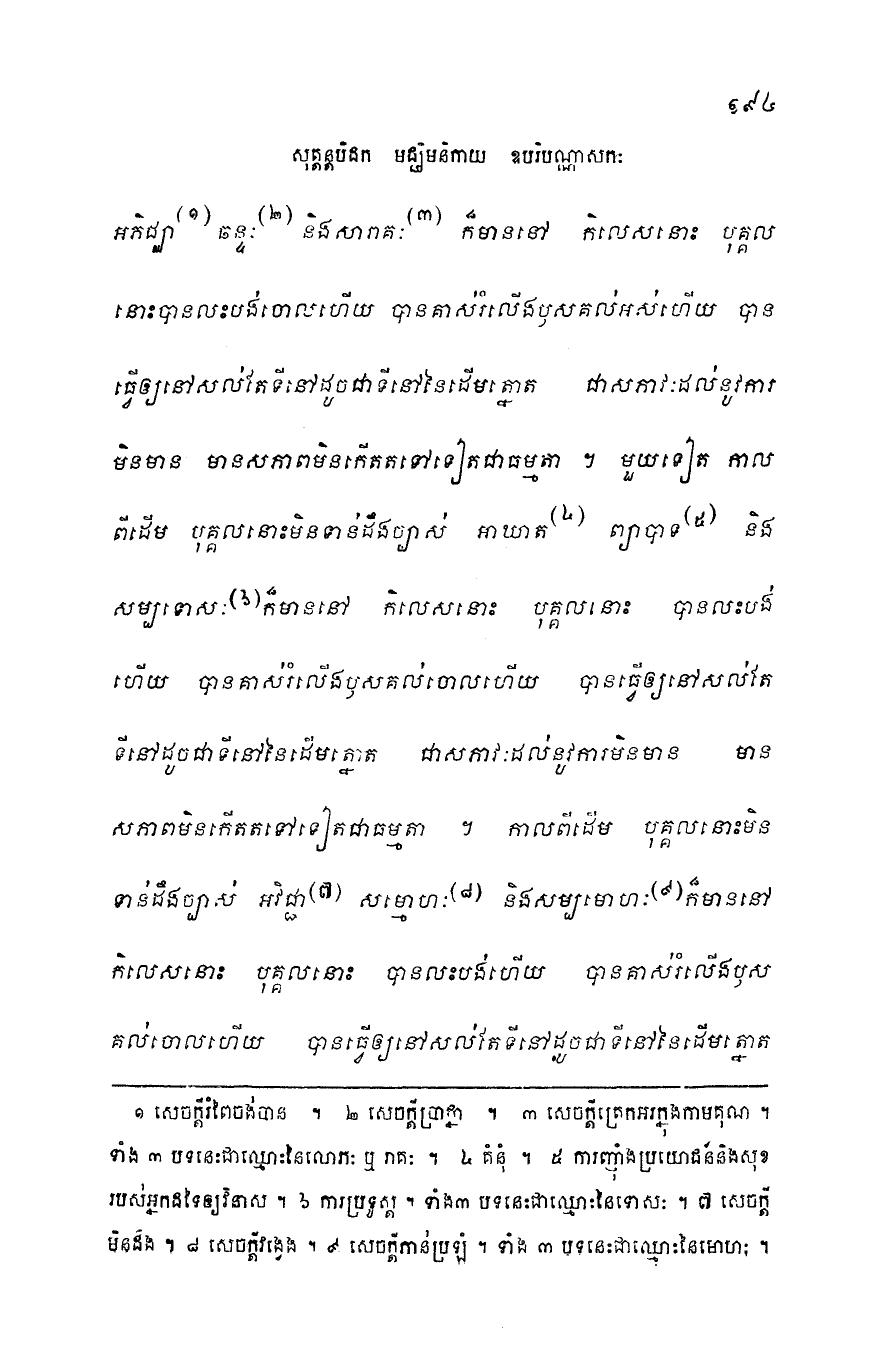 ១៩៤
សុត្តន្តបិដក មជ្ឈិមនិកាយ ឧបរិបណ្ណាសកៈ
អភិជ្ឈា(១) ឆន្ទៈ(២) និងសារាគៈ(៣) ក៏មាននៅ កិលេសនោះ បុគ្គល
នោះបានលះបង់ចោលហើយ បានគាស់រំលើងឫសគល់អស់ហើយ បាន
ធ្វើឲ្យនៅសល់តែទីនៅដូចជាទីនៅនៃដើមត្នោត ជាសភាវៈដល់នូវការ
មិនមាន មានសភាពមិនកើតតទៅទៀតជាធម្មតា ។ មួយទៀត កាល
ពីដើម បុគ្គលនោះមិនទាន់ដឹងច្បាស់ អាឃាត(៤) ព្យាបាទ(៥) និង
សម្បទោសៈ(៦)ក៏មាននៅ កិលេសនោះ បុគ្គលនោះ បានលះបង់
ហើយ បានគាស់រំលើងឫសគល់ចោលហើយ បានធ្វើឲ្យនៅសល់តែ
ទីនៅដូចជាទីនៅនៃដើមត្នោត ជាសភាវៈដល់នូវការមិនមាន មាន
សភាពមិនកើតតទៅទៀតជាធម្មតា ។ កាលពីដើម បុគ្គលនោះមិន
ទាន់ដឹងច្បាស់ អវិជ្ជា(៧) សម្មោហៈ(៨) និងសម្បមោហៈ(៩)ក៏មាននៅ
កិលេសនោះ បុគ្គលនោះ បានលះបង់ហើយ បានគាស់រំលើងឫស
គល់ចោលហើយ បានធ្វើឲ្យនៅសល់តែទីនៅដូចជាទីនៅនៃដើមត្នោត
១ សេចក្តីរំពៃចង់បាន ។ ២ សេចក្តីប្រាថ្នា ។ ៣ សេចក្តីត្រេកអរក្នុងកាមគុណ ។
ទាំង ៣ បទនេះជាឈ្មោះនៃលោភៈ ឬ រាគៈ ។ ៤ គំនុំ ។ ៥ ការញ៉ាំងប្រយោជន៍និងសុខ
របស់អ្នកដទៃឲ្យវិនាស ។ ៦ ការប្រទូស្ត ។ ទាំង៣ បទនេះជាឈ្មោះនៃទោសៈ ។ ៧ សេចក្តី
មិនដឹង ។ ៨ សេចក្តីវង្វេង ។ ៩ សេចក្តីកាន់ប្រឡំ ។ ទាំង ៣ បទនេះជាឈ្មោះនៃមោហៈ ។